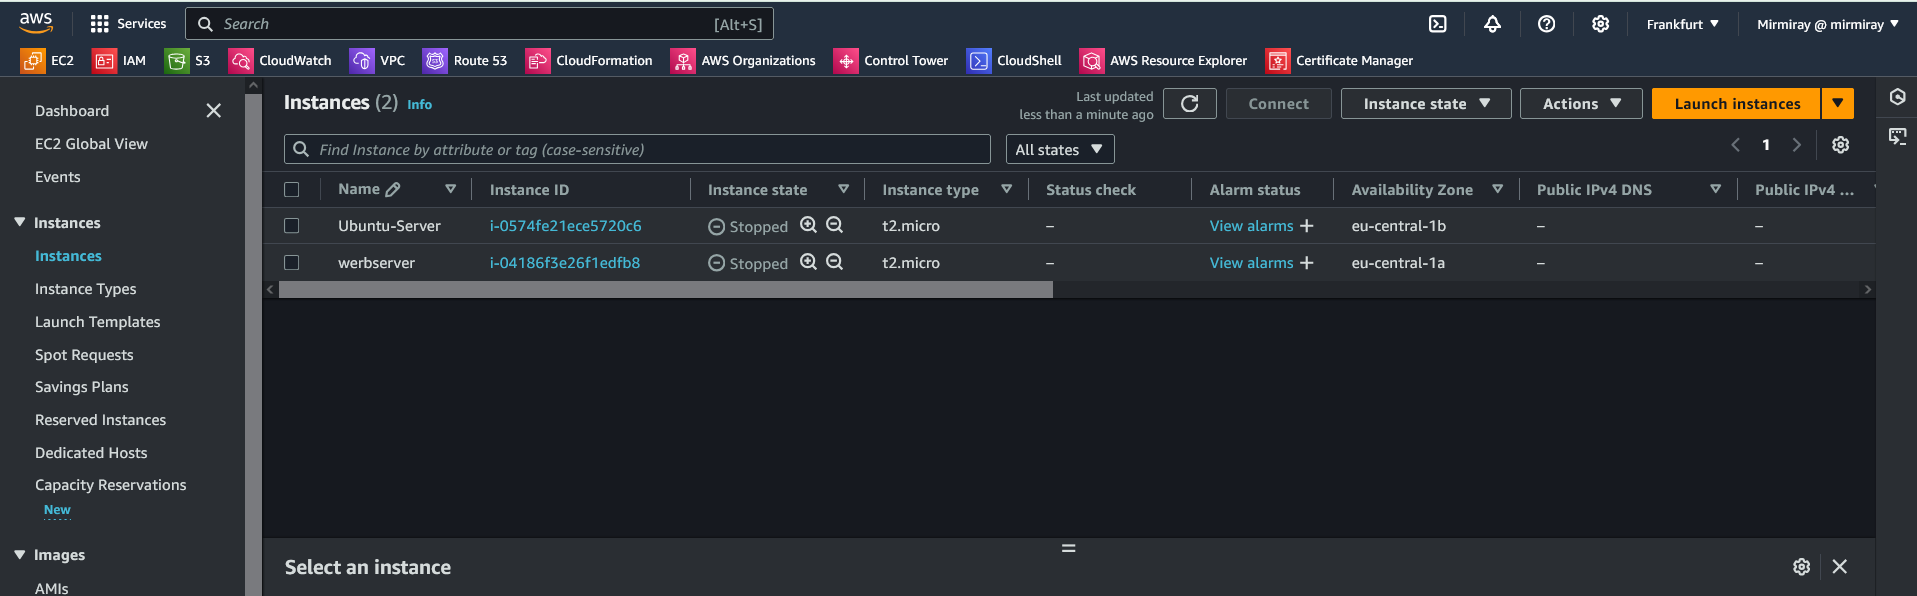 aws
Services
Search [Alt+S]
Frankfurt
Mirmiray @ mirmiray
EC2 IAM S3 CloudWatch VPC Route 53 CloudFormation AWS Organizations Control Tower CloudShell AWS Resource Explorer Certificate Manager
Dashboard
EC2 Global View
Events
Instances
Instances
Instance Types
Launch Templates
Spot Requests
Savings Plans
Reserved Instances
Dedicated Hosts
Capacity Reservations
New
Images
AMIs
Instances (2) Info
Last updated
less than a minute ago
Connect
Instance state
Actions
Launch instances
Find Instance by attribute or tag (case-sensitive)
All states
1
Name Instance ID Instance state Instance type Status check Alarm status Availability Zone Public IPv4 DNS Public IPv4 ...
Ubuntu-Server i-0574fe21ece5720c6 Stopped t2.micro – View alarms + eu-central-1b – –
werbserver i-04186f3e26f1edfb8 Stopped t2.micro – View alarms + eu-central-1a – –
Select an instance